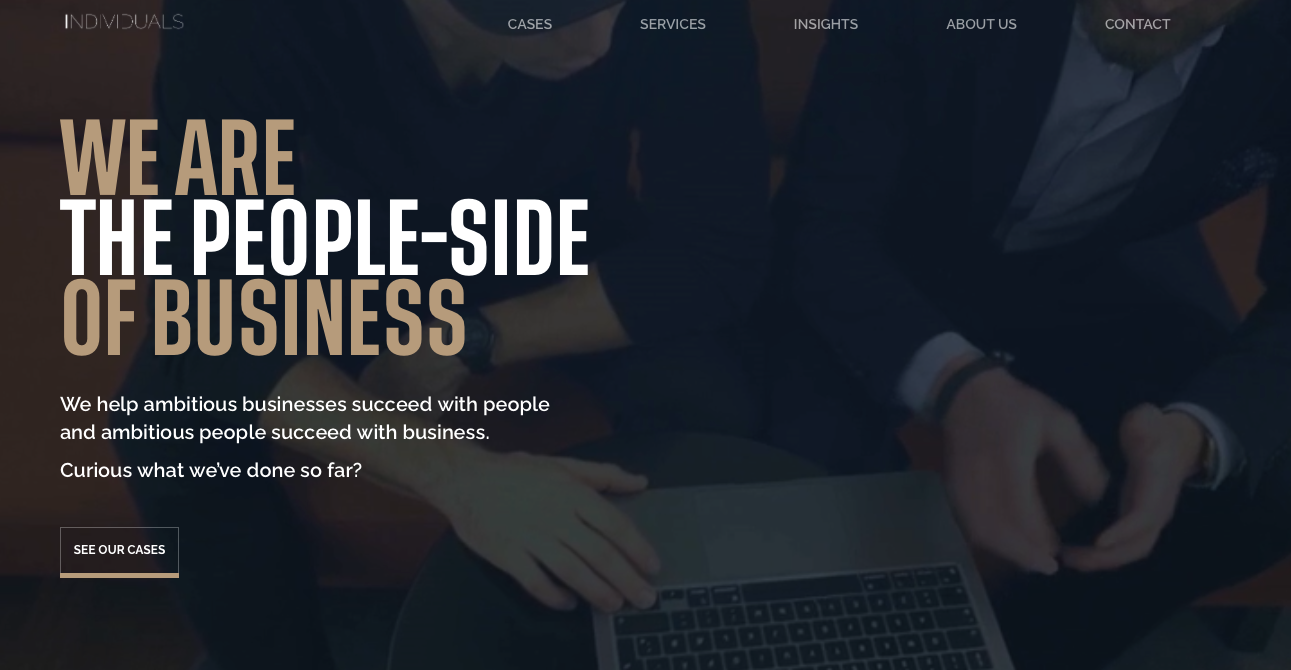 INDIVIDUALS
CASES SERVICES INSIGHTS ABOUT US CONTACT
WE ARE
THE PEOPLE-SIDE
OF BUSINESS
We help ambitious businesses succeed with people
and ambitious people succeed with business.
Curious what we've done so far?
SEE OUR CASES